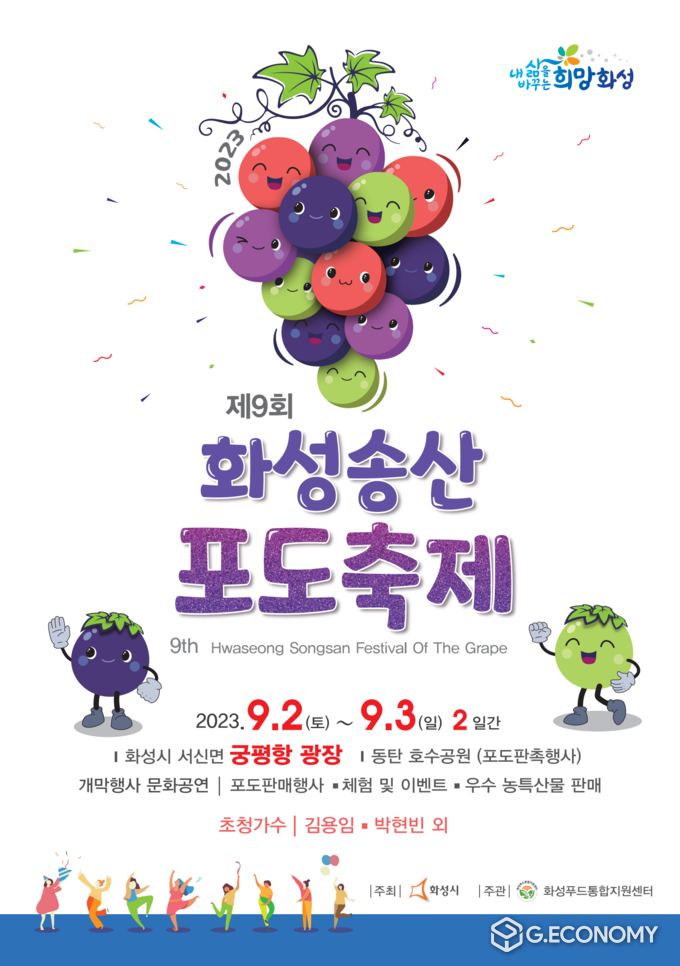 내 삶을
바꾸는 희망화성
2023
제9회
화성송산
포도축제
9th Hwaseong Songsan Festival Of The Grape
2023. 9.2(토) ~ 9.3(일) 2일간
화성시 서신면 궁평항 광장 동탄 호수공원 (포도판촉행사)
개막행사 문화공연 | 포도판매행사 ▪ 체험 및 이벤트 ▪ 우수 농특산물 판매
초청가수 | 김용임 ▪ 박현빈 외
|주최| 화성시 |주관| 화성푸드통합지원센터
G.ECONOMY